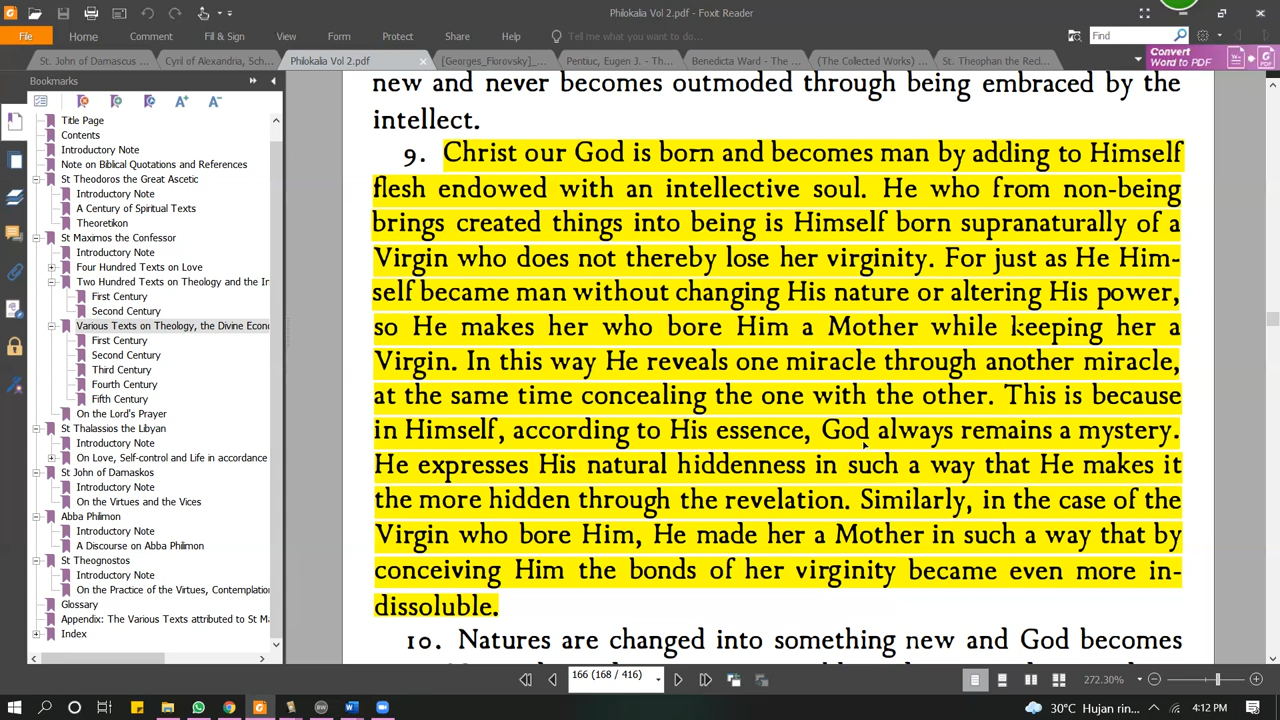 Philokalia Vol 2.pdf - Foxit Reader
File Home Comment Fill & Sign View Form Protect Share Help Tell me what you want to do... Find
St. John of Damascus ... Cyril of Alexandria, Sch... Philokalia Vol 2.pdf [Georges_Florovsky]_... Pentiuc, Eugen J. - Th... Benedicta Ward - The ... (The Collected Works) ... St. Theophan the Recl...
Convert
Word to PDF
Bookmarks
Title Page
Contents
Introductory Note
Note on Biblical Quotations and References
St Theodoros the Great Ascetic
Introductory Note
A Century of Spiritual Texts
Theoretikon
St Maximos the Confessor
Introductory Note
Four Hundred Texts on Love
Two Hundred Texts on Theology and the In
First Century
Second Century
Various Texts on Theology, the Divine Econo
First Century
Second Century
Third Century
Fourth Century
Fifth Century
On the Lord's Prayer
St Thalassios the Libyan
Introductory Note
On Love, Self-control and Life in accordance
St John of Damaskos
Introductory Note
On the Virtues and the Vices
Abba Philimon
Introductory Note
A Discourse on Abba Philimon
St Theognostos
Introductory Note
On the Practice of the Virtues, Contemplation
Glossary
Appendix: The Various Texts attributed to St M
Index
new and never becomes outmoded through being embraced by the
intellect.
9. Christ our God is born and becomes man by adding to Himself
flesh endowed with an intellective soul. He who from non-being
brings created things into being is Himself born supranaturally of a
Virgin who does not thereby lose her virginity. For just as He Him-
self became man without changing His nature or altering His power,
so He makes her who bore Him a Mother while keeping her a
Virgin. In this way He reveals one miracle through another miracle,
at the same time concealing the one with the other. This is because
in Himself, according to His essence, God always remains a mystery.
He expresses His natural hiddenness in such a way that He makes it
the more hidden through the revelation. Similarly, in the case of the
Virgin who bore Him, He made her a Mother in such a way that by
conceiving Him the bonds of her virginity became even more in-
dissoluble.
10. Natures are changed into something new and God becomes
166 (168 / 416) 272.30%
30°C Hujan rin... 4:12 PM